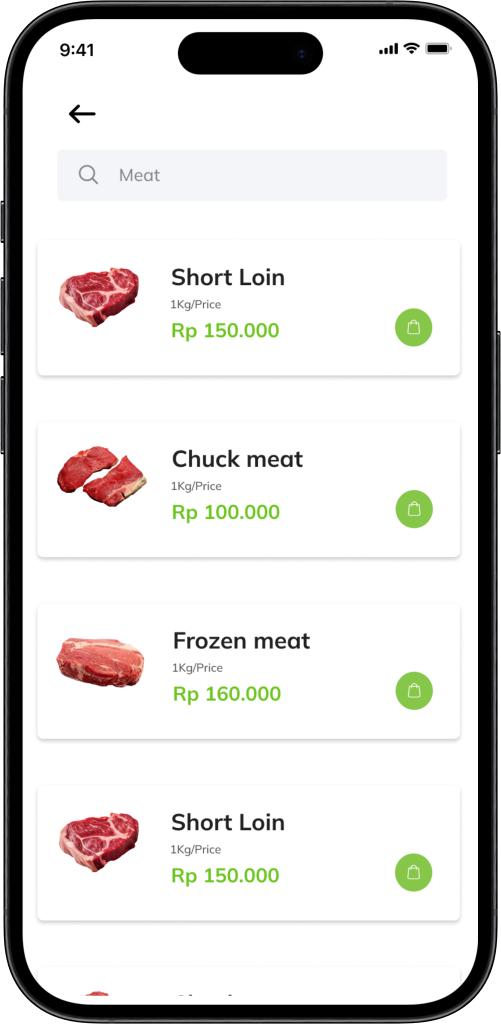 9:41
Meat
Short Loin
1Kg/Price
Rp 150.000
Chuck meat
1Kg/Price
Rp 100.000
Frozen meat
1Kg/Price
Rp 160.000
Short Loin
1Kg/Price
Rp 150.000